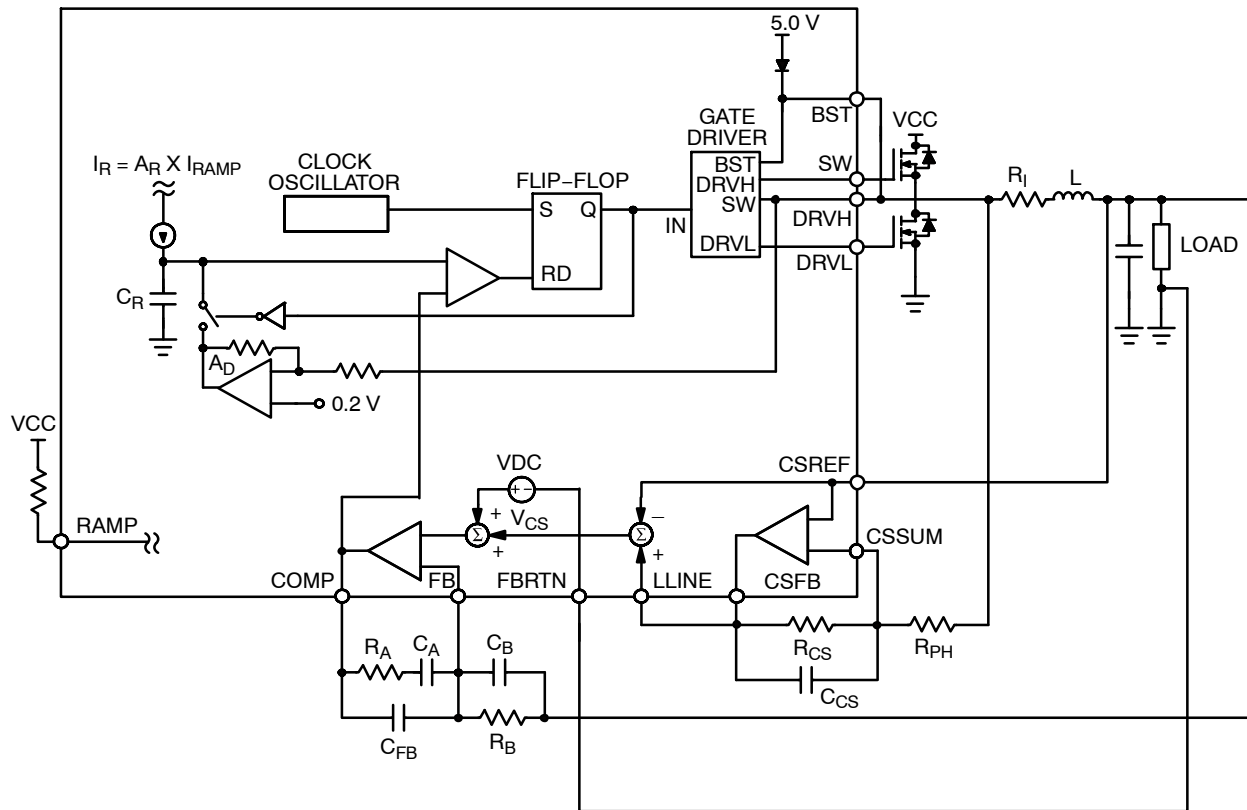 5.0 V
BST
VCC
GATE
DRIVER
I_R = A_R X I_RAMP
CLOCK
OSCILLATOR
FLIP−FLOP
S
Q
RD
IN
BST
DRVH
SW
DRVL
SW
DRVH
DRVL
R_I
L
LOAD
C_R
A_D
0.2 V
VCC
RAMP
VDC
+ −
+
+
Σ
V_CS
−
Σ
+
CSREF
CSSUM
CSFB
COMP
FB
FBRTN
LLINE
R_A
C_A
C_B
C_FB
R_B
R_CS
C_CS
R_PH